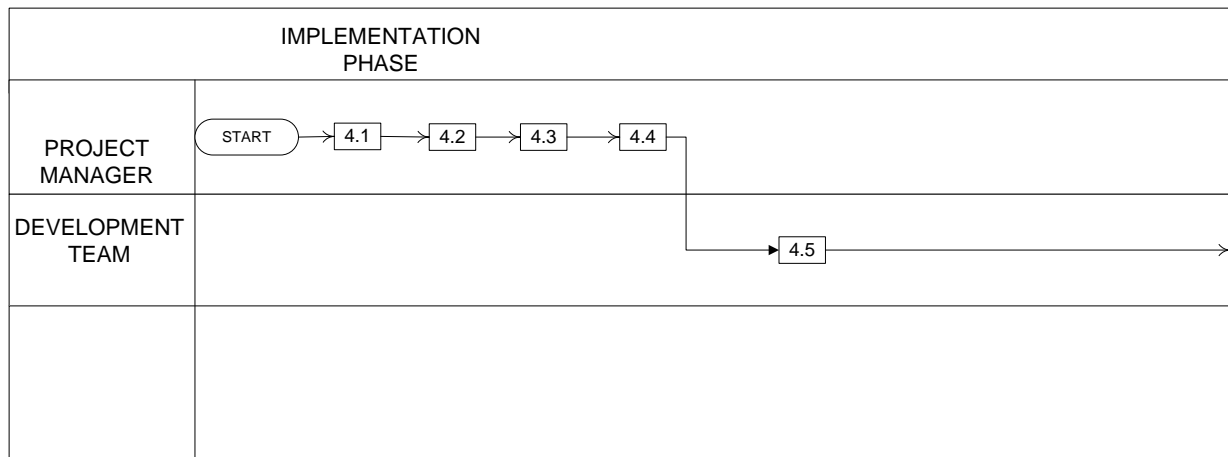 IMPLEMENTATION
PHASE
START
4.1
4.2
4.3
4.4
PROJECT
MANAGER
DEVELOPMENT
TEAM
4.5